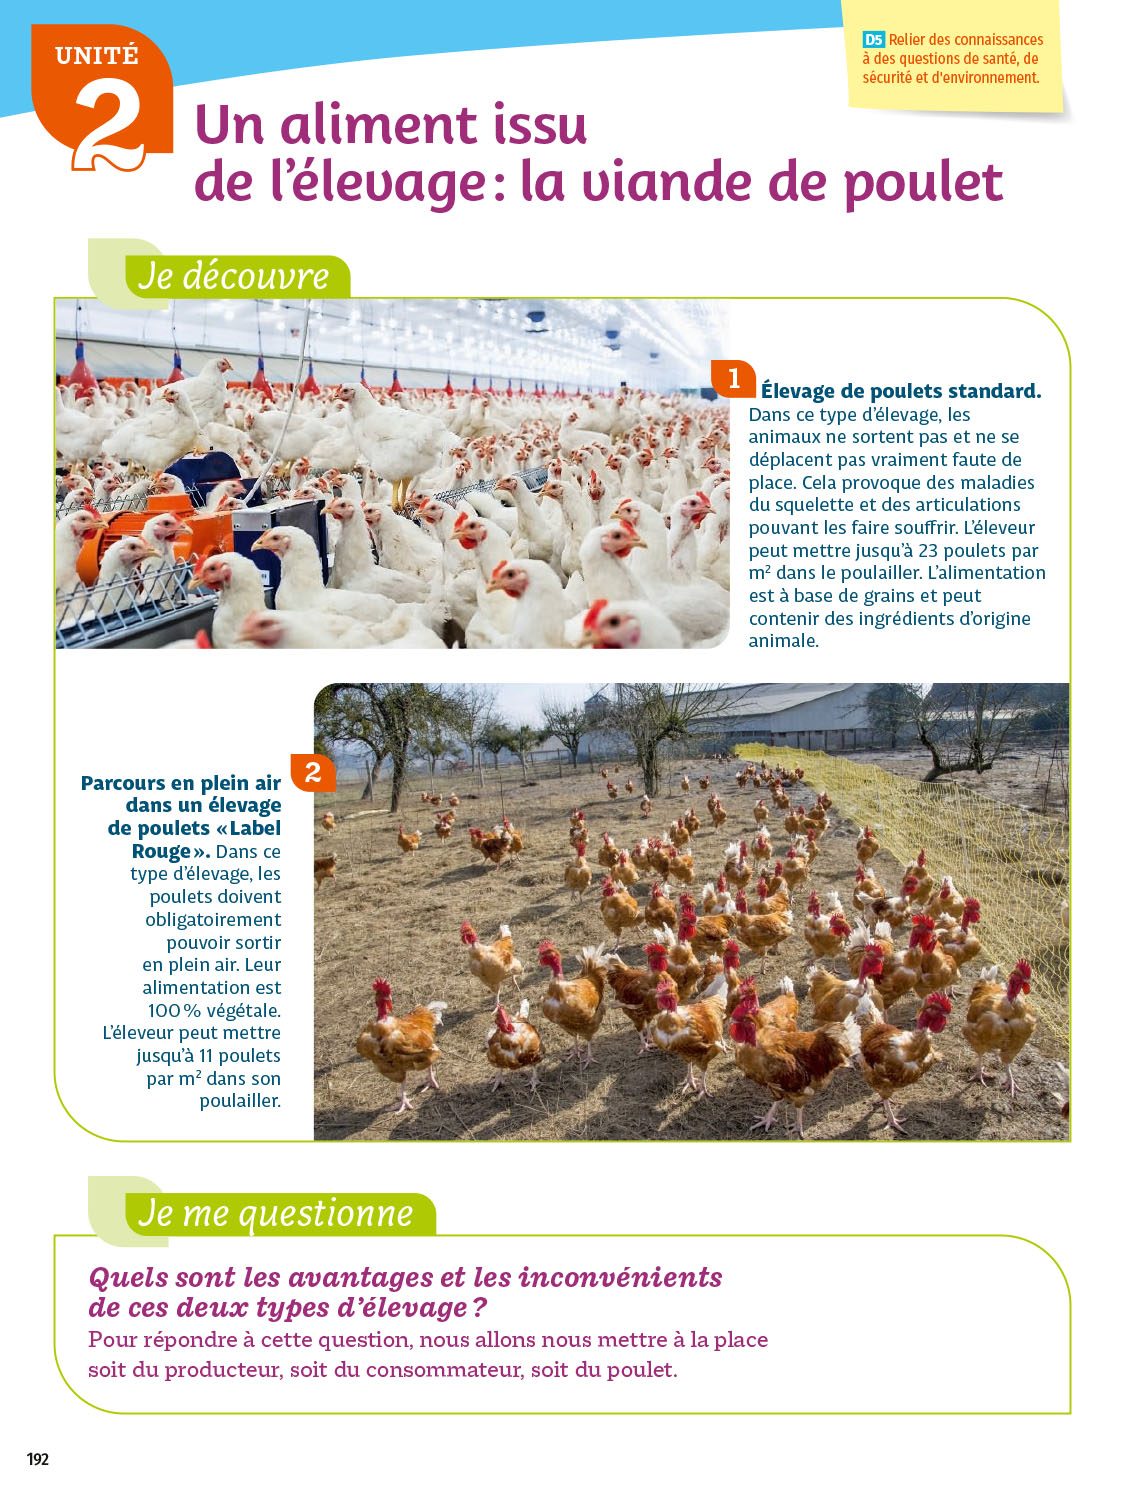 UNITÉ
2
D5 Relier des connaissances
à des questions de santé, de
sécurité et d'environnement.
Un aliment issu
de l’élevage : la viande de poulet
Je découvre
1 Élevage de poulets standard.
Dans ce type d’élevage, les
animaux ne sortent pas et ne se
déplacent pas vraiment faute de
place. Cela provoque des maladies
du squelette et des articulations
pouvant les faire souffrir. L’éleveur
peut mettre jusqu’à 23 poulets par
m² dans le poulailler. L’alimentation
est à base de grains et peut
contenir des ingrédients d’origine
animale.
2
Parcours en plein air
dans un élevage
de poulets « Label
Rouge ». Dans ce
type d’élevage, les
poulets doivent
obligatoirement
pouvoir sortir
en plein air. Leur
alimentation est
100 % végétale.
L’éleveur peut mettre
jusqu’à 11 poulets
par m² dans son
poulailler.
Je me questionne
Quels sont les avantages et les inconvénients
de ces deux types d’élevage ?
Pour répondre à cette question, nous allons nous mettre à la place
soit du producteur, soit du consommateur, soit du poulet.
192